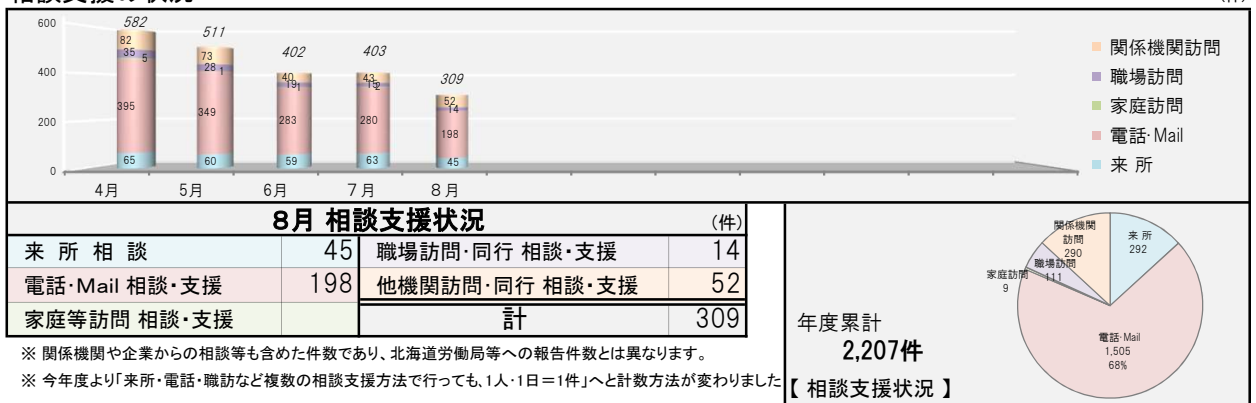 (件)
600
400
200
0
582
82
35
5
395
65
511
73
28
1
349
60
402
40
19
1
283
59
403
43
15
2
280
63
309
52
14
198
45
4月 5月 6月 7月 8月
関係機関訪問
職場訪問
家庭訪問
電話・Mail
来 所
8月 相談支援状況 (件)
来 所 相 談 45 職場訪問・同行 相談・支援 14
電話・Mail 相談・支援 198 他機関訪問・同行 相談・支援 52
家庭等訪問 相談・支援 計 309
※ 関係機関や企業からの相談等も含めた件数であり、北海道労働局等への報告件数とは異なります。
※ 今年度より「来所・電話・職訪など複数の相談支援方法で行っても、1人・1日=1件」へと計数方法が変わりました
年度累計
2,207件
【 相談支援状況 】
関係機関
訪問
290
来 所
292
職場訪問
111
家庭訪問
9
電話・Mail
1,505
68%